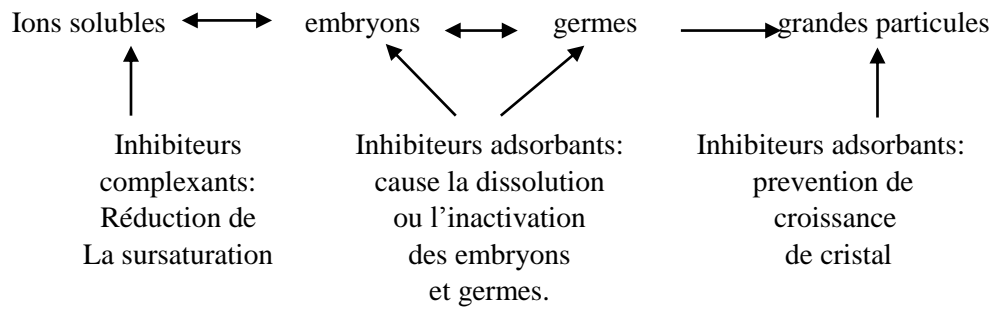 Ions solubles embryons germes grandes particules
Inhibiteurs
complexants:
Réduction de
La sursaturation
Inhibiteurs adsorbants:
cause la dissolution
ou l’inactivation
des embryons
et germes.
Inhibiteurs adsorbants:
prevention de
croissance
de cristal